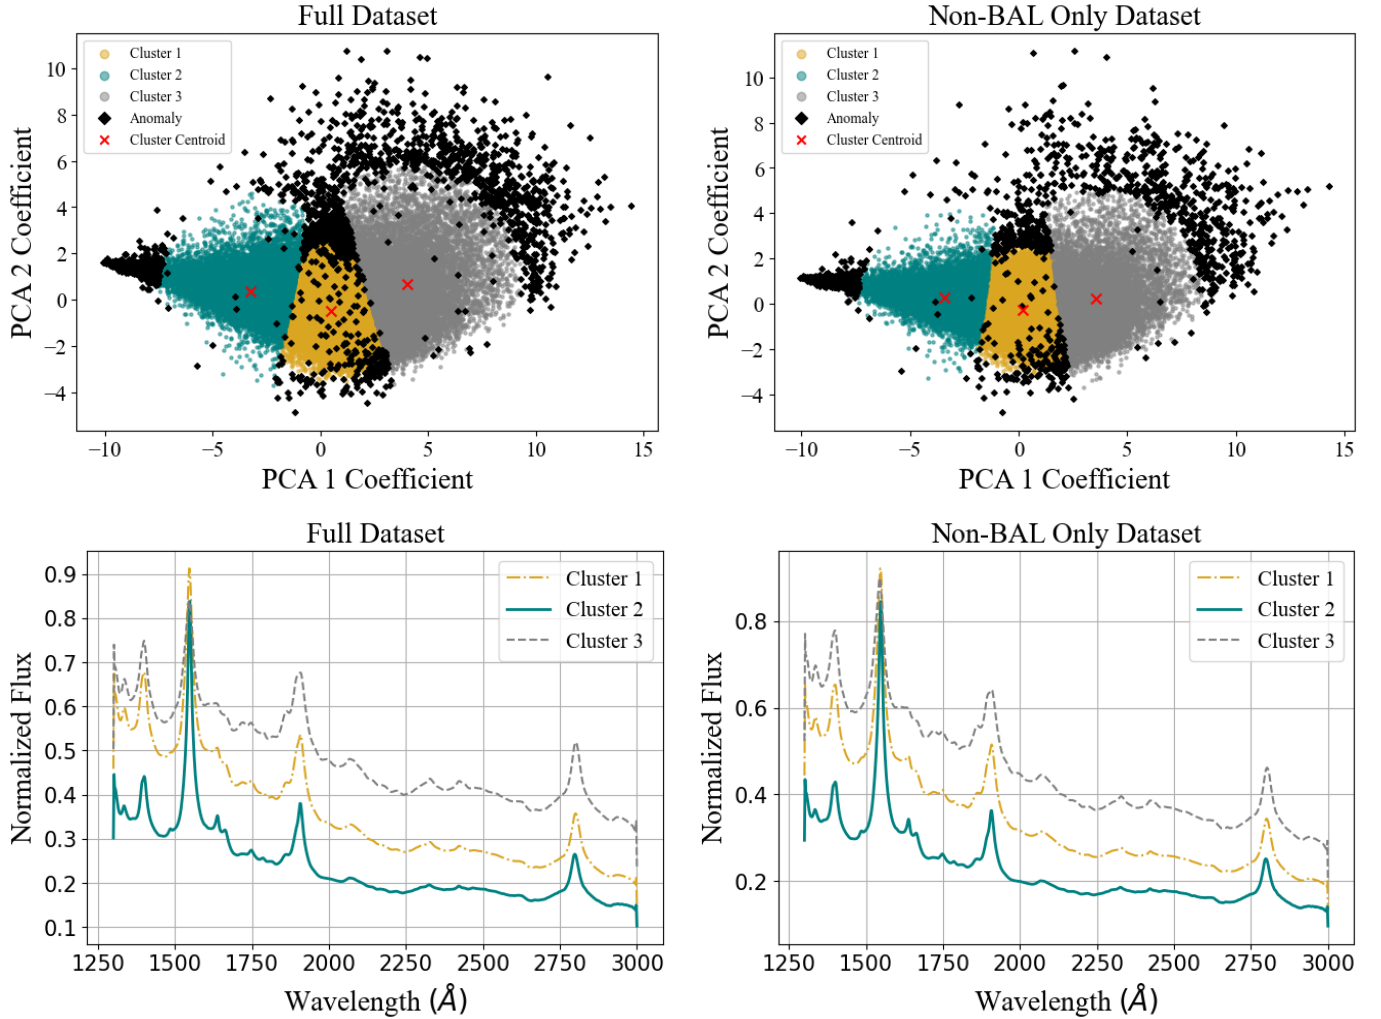 Full Dataset
Cluster 1
Cluster 2
Cluster 3
Anomaly
Cluster Centroid
PCA 2 Coefficient
10
8
6
4
2
0
−2
−4
−10
−5
0
5
10
15
PCA 1 Coefficient
Non-BAL Only Dataset
Cluster 1
Cluster 2
Cluster 3
Anomaly
Cluster Centroid
PCA 2 Coefficient
10
8
6
4
2
0
−2
−4
−10
−5
0
5
10
15
PCA 1 Coefficient
Full Dataset
Cluster 1
Cluster 2
Cluster 3
Normalized Flux
0.9
0.8
0.7
0.6
0.5
0.4
0.3
0.2
0.1
1250
1500
1750
2000
2250
2500
2750
3000
Wavelength (Å)
Non-BAL Only Dataset
Cluster 1
Cluster 2
Cluster 3
Normalized Flux
0.8
0.6
0.4
0.2
1250
1500
1750
2000
2250
2500
2750
3000
Wavelength (Å)